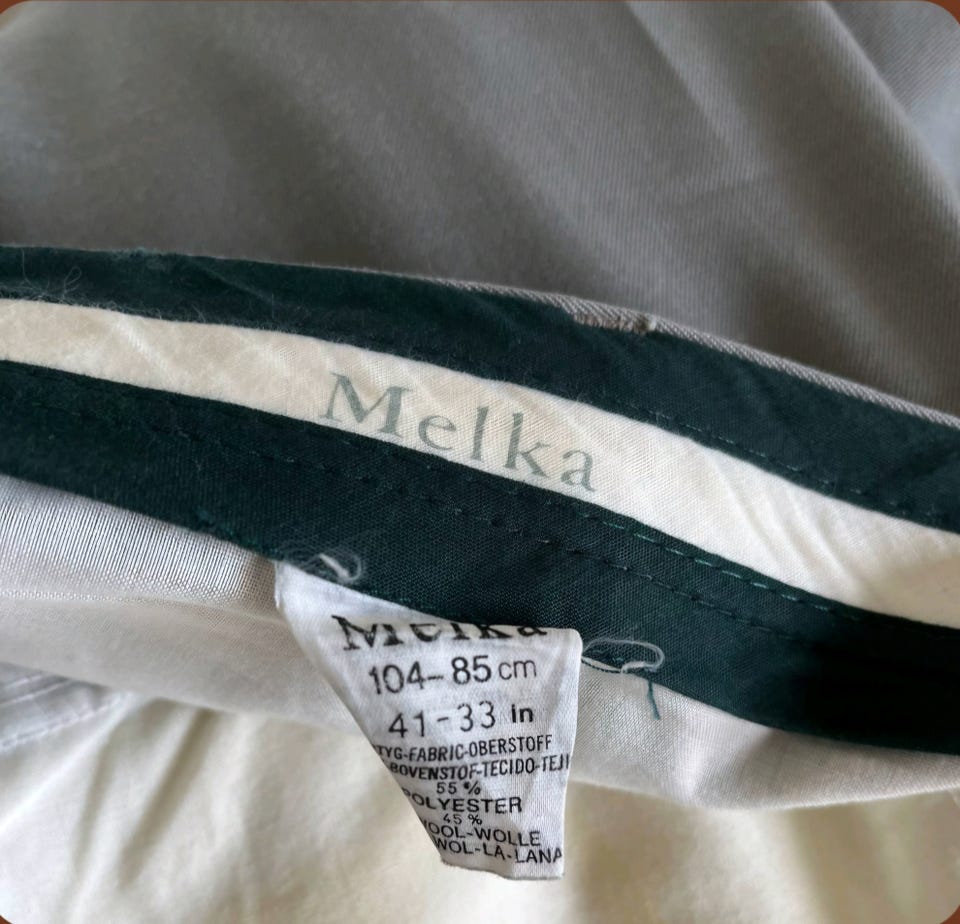 Melka
Melka
104-85 cm
41-33 in
TYG-FABRIC-OBERSTOFF
BOVENSTOF-TECIDO-TEJI
55 %
POLYESTER
45 %
WOOL-WOLLE
WOL-LA-LANA